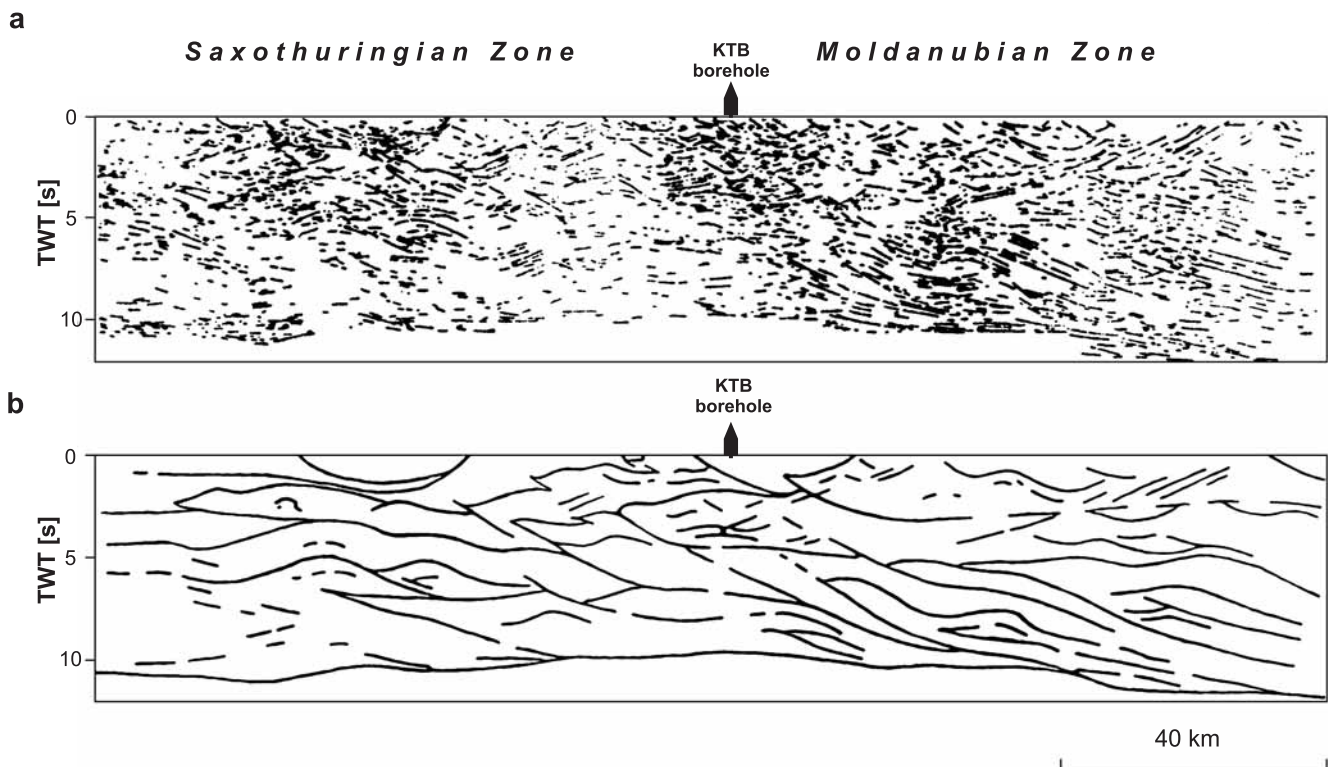 a
Saxothuringian Zone
KTB
borehole
Moldanubian Zone
0
5
10
TWT [s]
b
KTB
borehole
0
5
10
TWT [s]
40 km